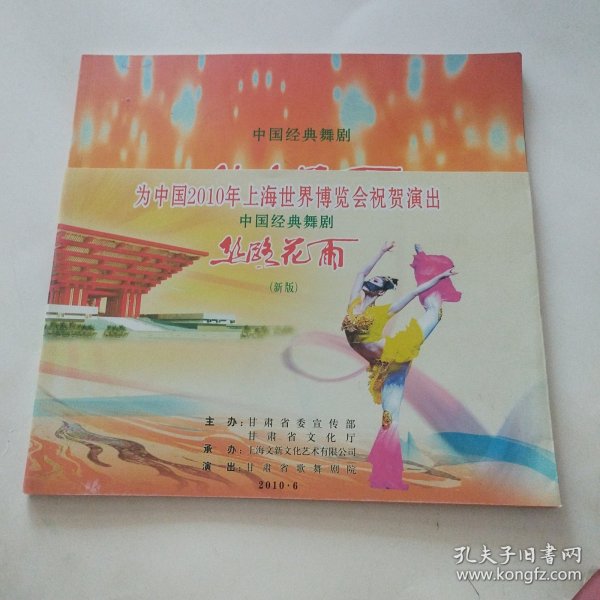 中国经典舞剧
为中国2010年上海世界博览会祝贺演出
中国经典舞剧
丝路花雨
(新版)
主 办：甘肃省委宣传部
甘肃省文化厅
承 办：上海文新文化艺术有限公司
演 出：甘肃省歌舞剧院
2010·6
孔夫子旧书网
www.kongfz.com